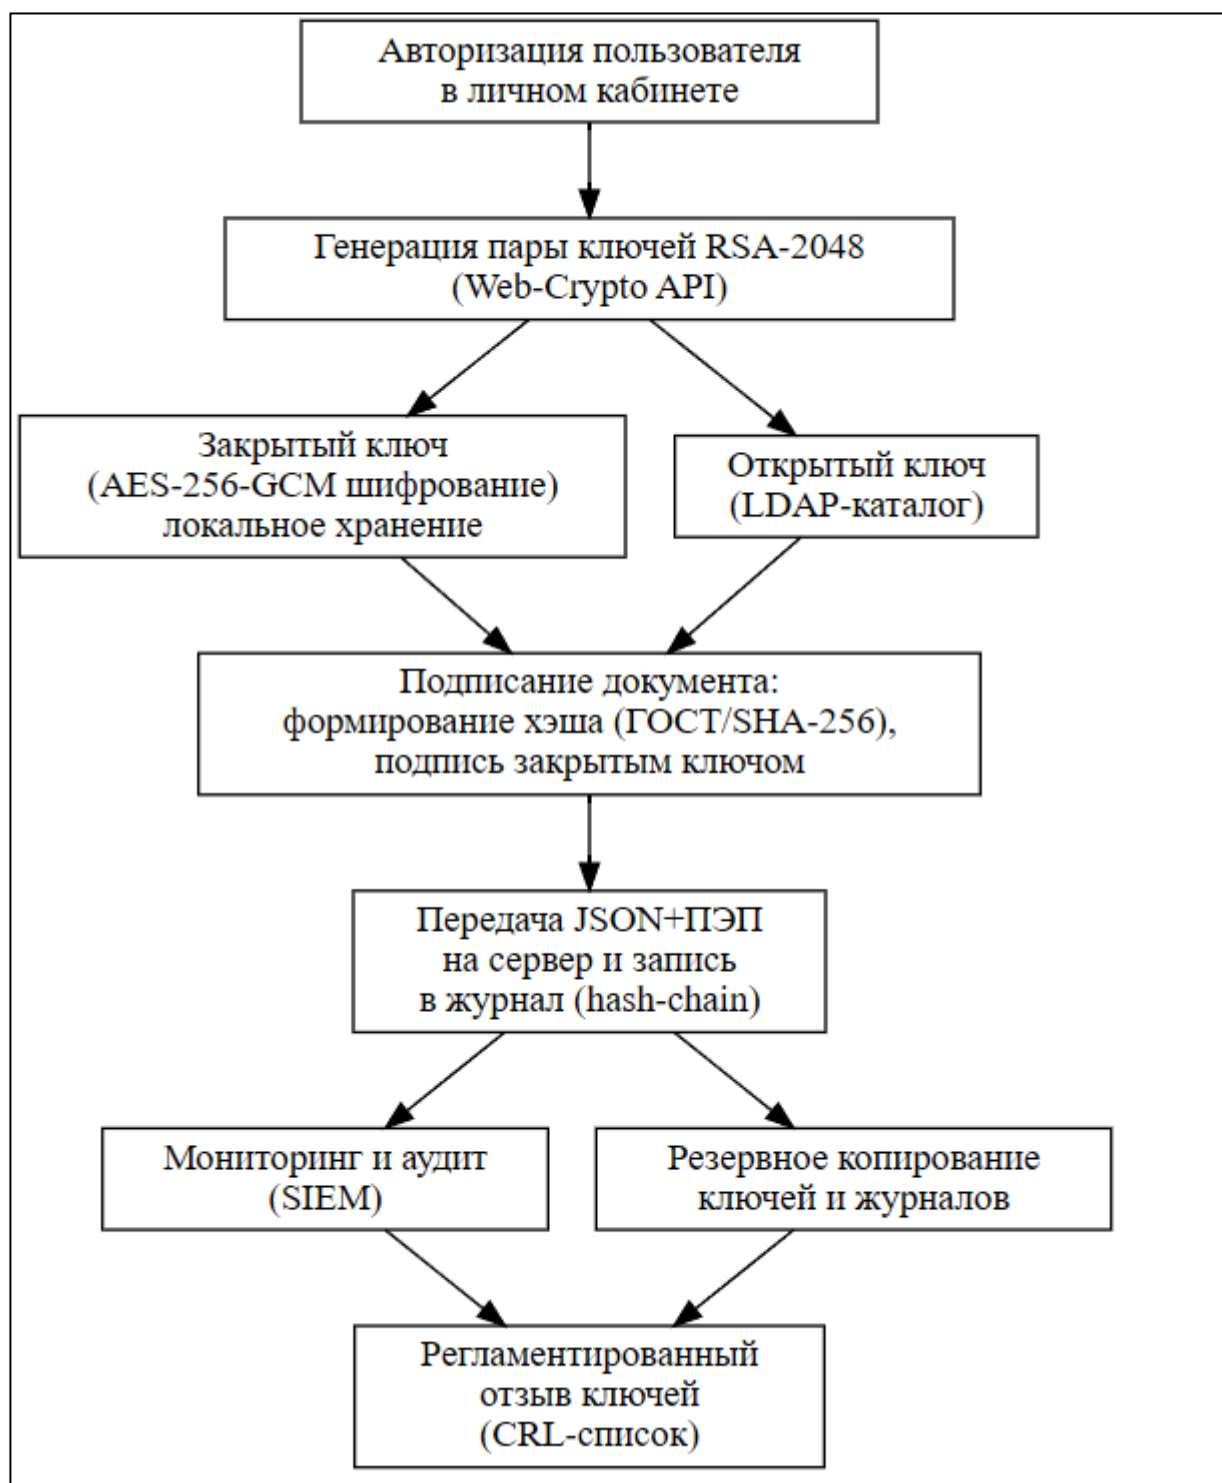 Авторизация пользователя
в личном кабинете
Генерация пары ключей RSA-2048
(Web-Crypto API)
Закрытый ключ
(AES-256-GCM шифрование)
локальное хранение
Открытый ключ
(LDAP-каталог)
Подписание документа:
формирование хэша (ГОСТ/SHA-256),
подпись закрытым ключом
Передача JSON+ПЭП
на сервер и запись
в журнал (hash-chain)
Мониторинг и аудит
(SIEM)
Резервное копирование
ключей и журналов
Регламентированный
отзыв ключей
(CRL-список)